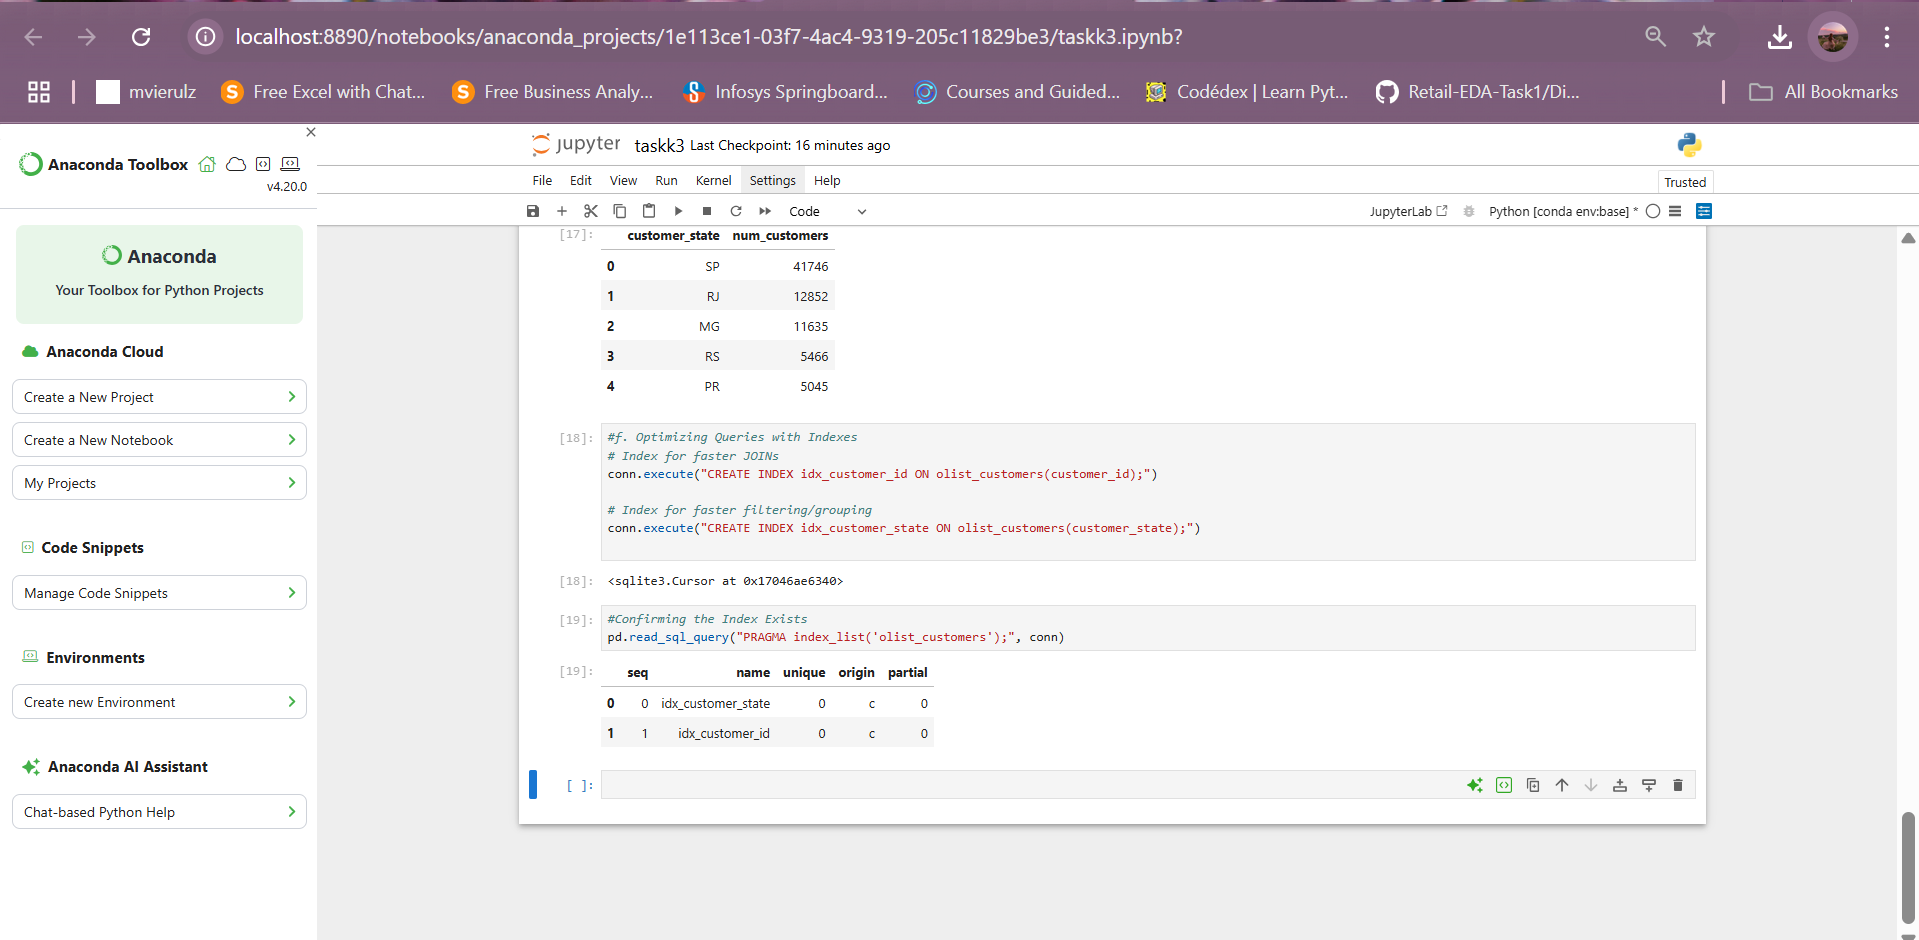 localhost:8890/notebooks/anaconda_projects/1e113ce1-03f7-4ac4-9319-205c11829be3/taskk3.ipynb?
mvierulz Free Excel with Chat... Free Business Analy... Infosys Springboard... Courses and Guided... Codédex | Learn Pyt... Retail-EDA-Task1/Di... All Bookmarks
Anaconda Toolbox
v4.20.0
Anaconda
Your Toolbox for Python Projects
Anaconda Cloud
Create a New Project
Create a New Notebook
My Projects
Code Snippets
Manage Code Snippets
Environments
Create new Environment
Anaconda AI Assistant
Chat-based Python Help
jupyter taskk3 Last Checkpoint: 16 minutes ago
File Edit View Run Kernel Settings Help Trusted
Code JupyterLab Python [conda env:base] *
[17]: customer_state num_customers
0 SP 41746
1 RJ 12852
2 MG 11635
3 RS 5466
4 PR 5045
[18]: #f. Optimizing Queries with Indexes
# Index for faster JOINs
conn.execute("CREATE INDEX idx_customer_id ON olist_customers(customer_id);")
# Index for faster filtering/grouping
conn.execute("CREATE INDEX idx_customer_state ON olist_customers(customer_state);")
[18]: <sqlite3.Cursor at 0x17046ae6340>
[19]: #Confirming the Index Exists
pd.read_sql_query("PRAGMA index_list('olist_customers');", conn)
[19]: seq name unique origin partial
0 0 idx_customer_state 0 c 0
1 1 idx_customer_id 0 c 0
[ ]: